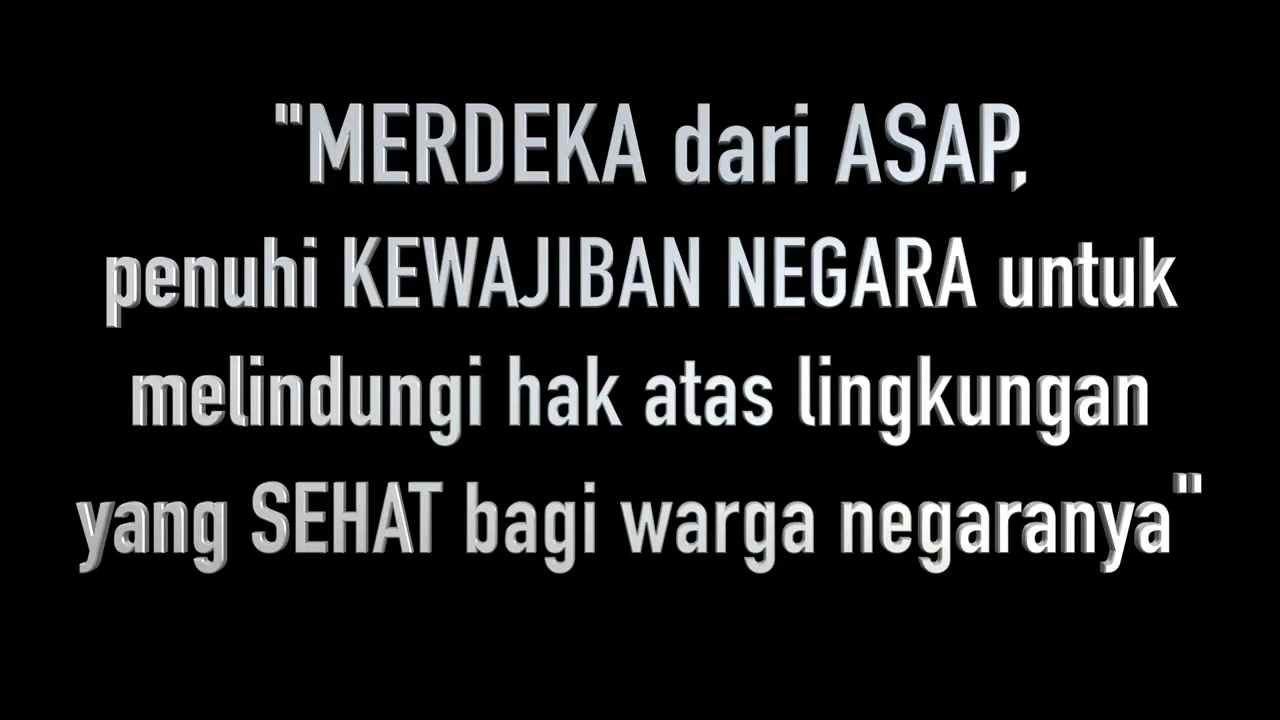 "MERDEKA dari ASAP,
penuhi KEWAJIBAN NEGARA untuk
melindungi hak atas lingkungan
yang SEHAT bagi warga negaranya"